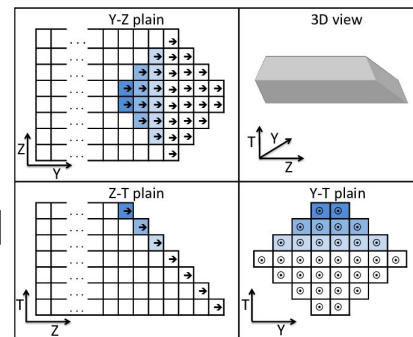 Y-Z plain
. . .
. . .
. . .
. . .
. . .
. . .
. . .
Z
Y
3D view
T
Y
Z
Z-T plain
. . .
. . .
. . .
. . .
. . .
. . .
. . .
T
Z
Y-T plain
T
Y